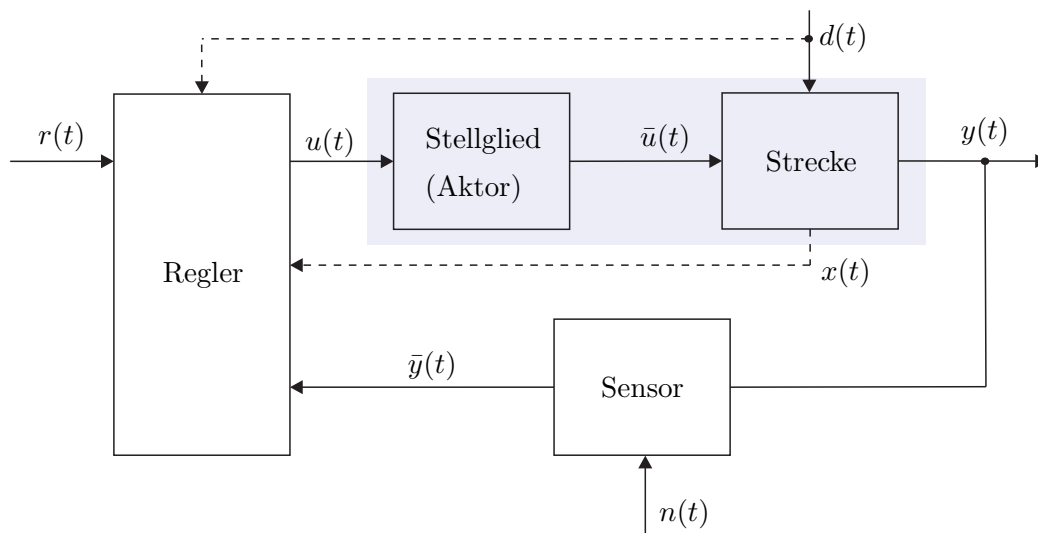 d(t)
r(t)
u(t)
Stellglied
(Aktor)
ū(t)
Strecke
y(t)
Regler
x(t)
ȳ(t)
Sensor
n(t)